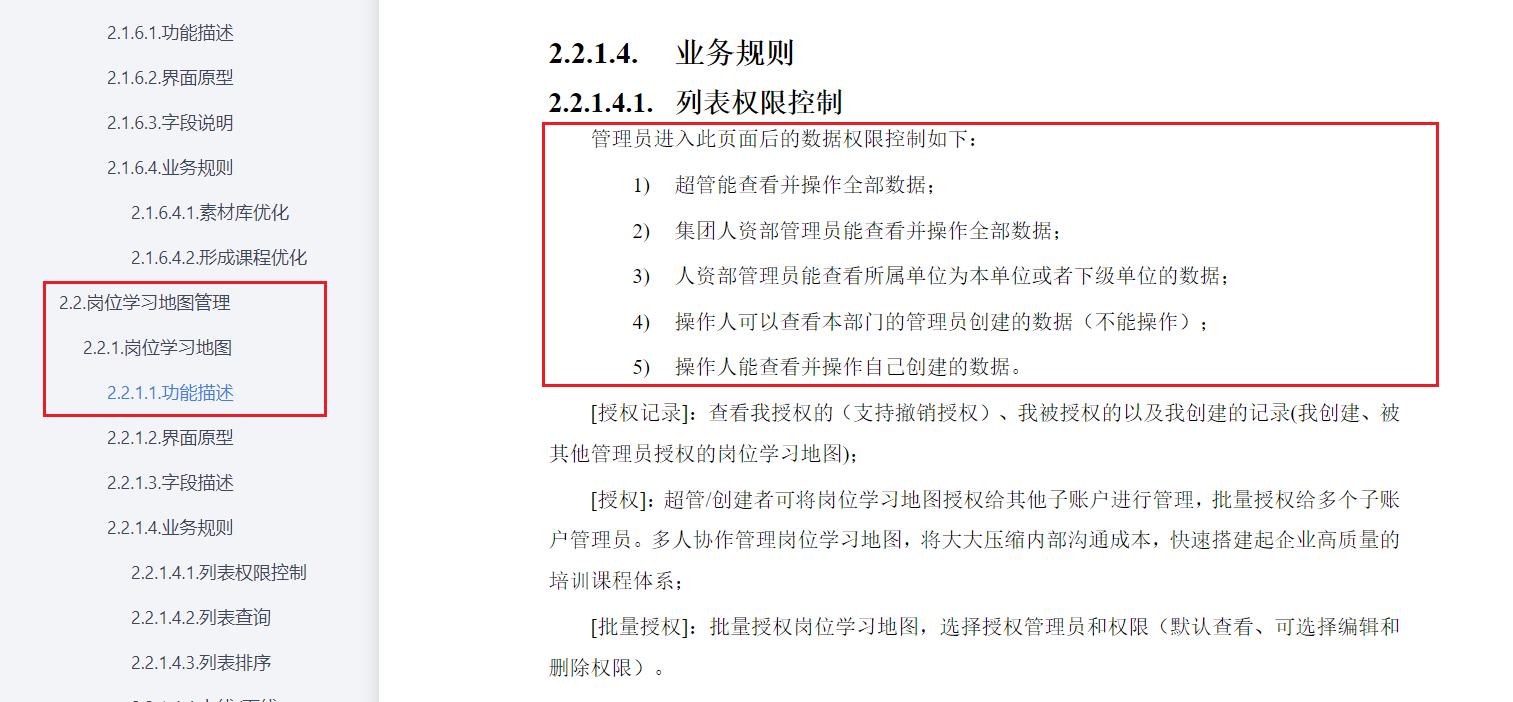 2.1.6.1.功能描述
2.1.6.2.界面原型
2.1.6.3.字段说明
2.1.6.4.业务规则
2.1.6.4.1.素材库优化
2.1.6.4.2.形成课程优化
2.2.岗位学习地图管理
2.2.1.岗位学习地图
2.2.1.1.功能描述
2.2.1.2.界面原型
2.2.1.3.字段描述
2.2.1.4.业务规则
2.2.1.4.1.列表权限控制
2.2.1.4.2.列表查询
2.2.1.4.3.列表排序
2.2.1.4. 业务规则
2.2.1.4.1. 列表权限控制
管理员进入此页面后的数据权限控制如下：
1) 超管能查看并操作全部数据；
2) 集团人资部管理员能查看并操作全部数据；
3) 人资部管理员能查看所属单位为本单位或者下级单位的数据；
4) 操作人可以查看本部门的管理员创建的数据（不能操作）；
5) 操作人能查看并操作自己创建的数据。
[授权记录]：查看我授权的（支持撤销授权）、我被授权的以及我创建的记录(我创建、被
其他管理员授权的岗位学习地图)；
[授权]：超管/创建者可将岗位学习地图授权给其他子账户进行管理，批量授权给多个子账
户管理员。多人协作管理岗位学习地图，将大大压缩内部沟通成本，快速搭建起企业高质量的
培训课程体系；
[批量授权]：批量授权岗位学习地图，选择授权管理员和权限（默认查看、可选择编辑和
删除权限）。